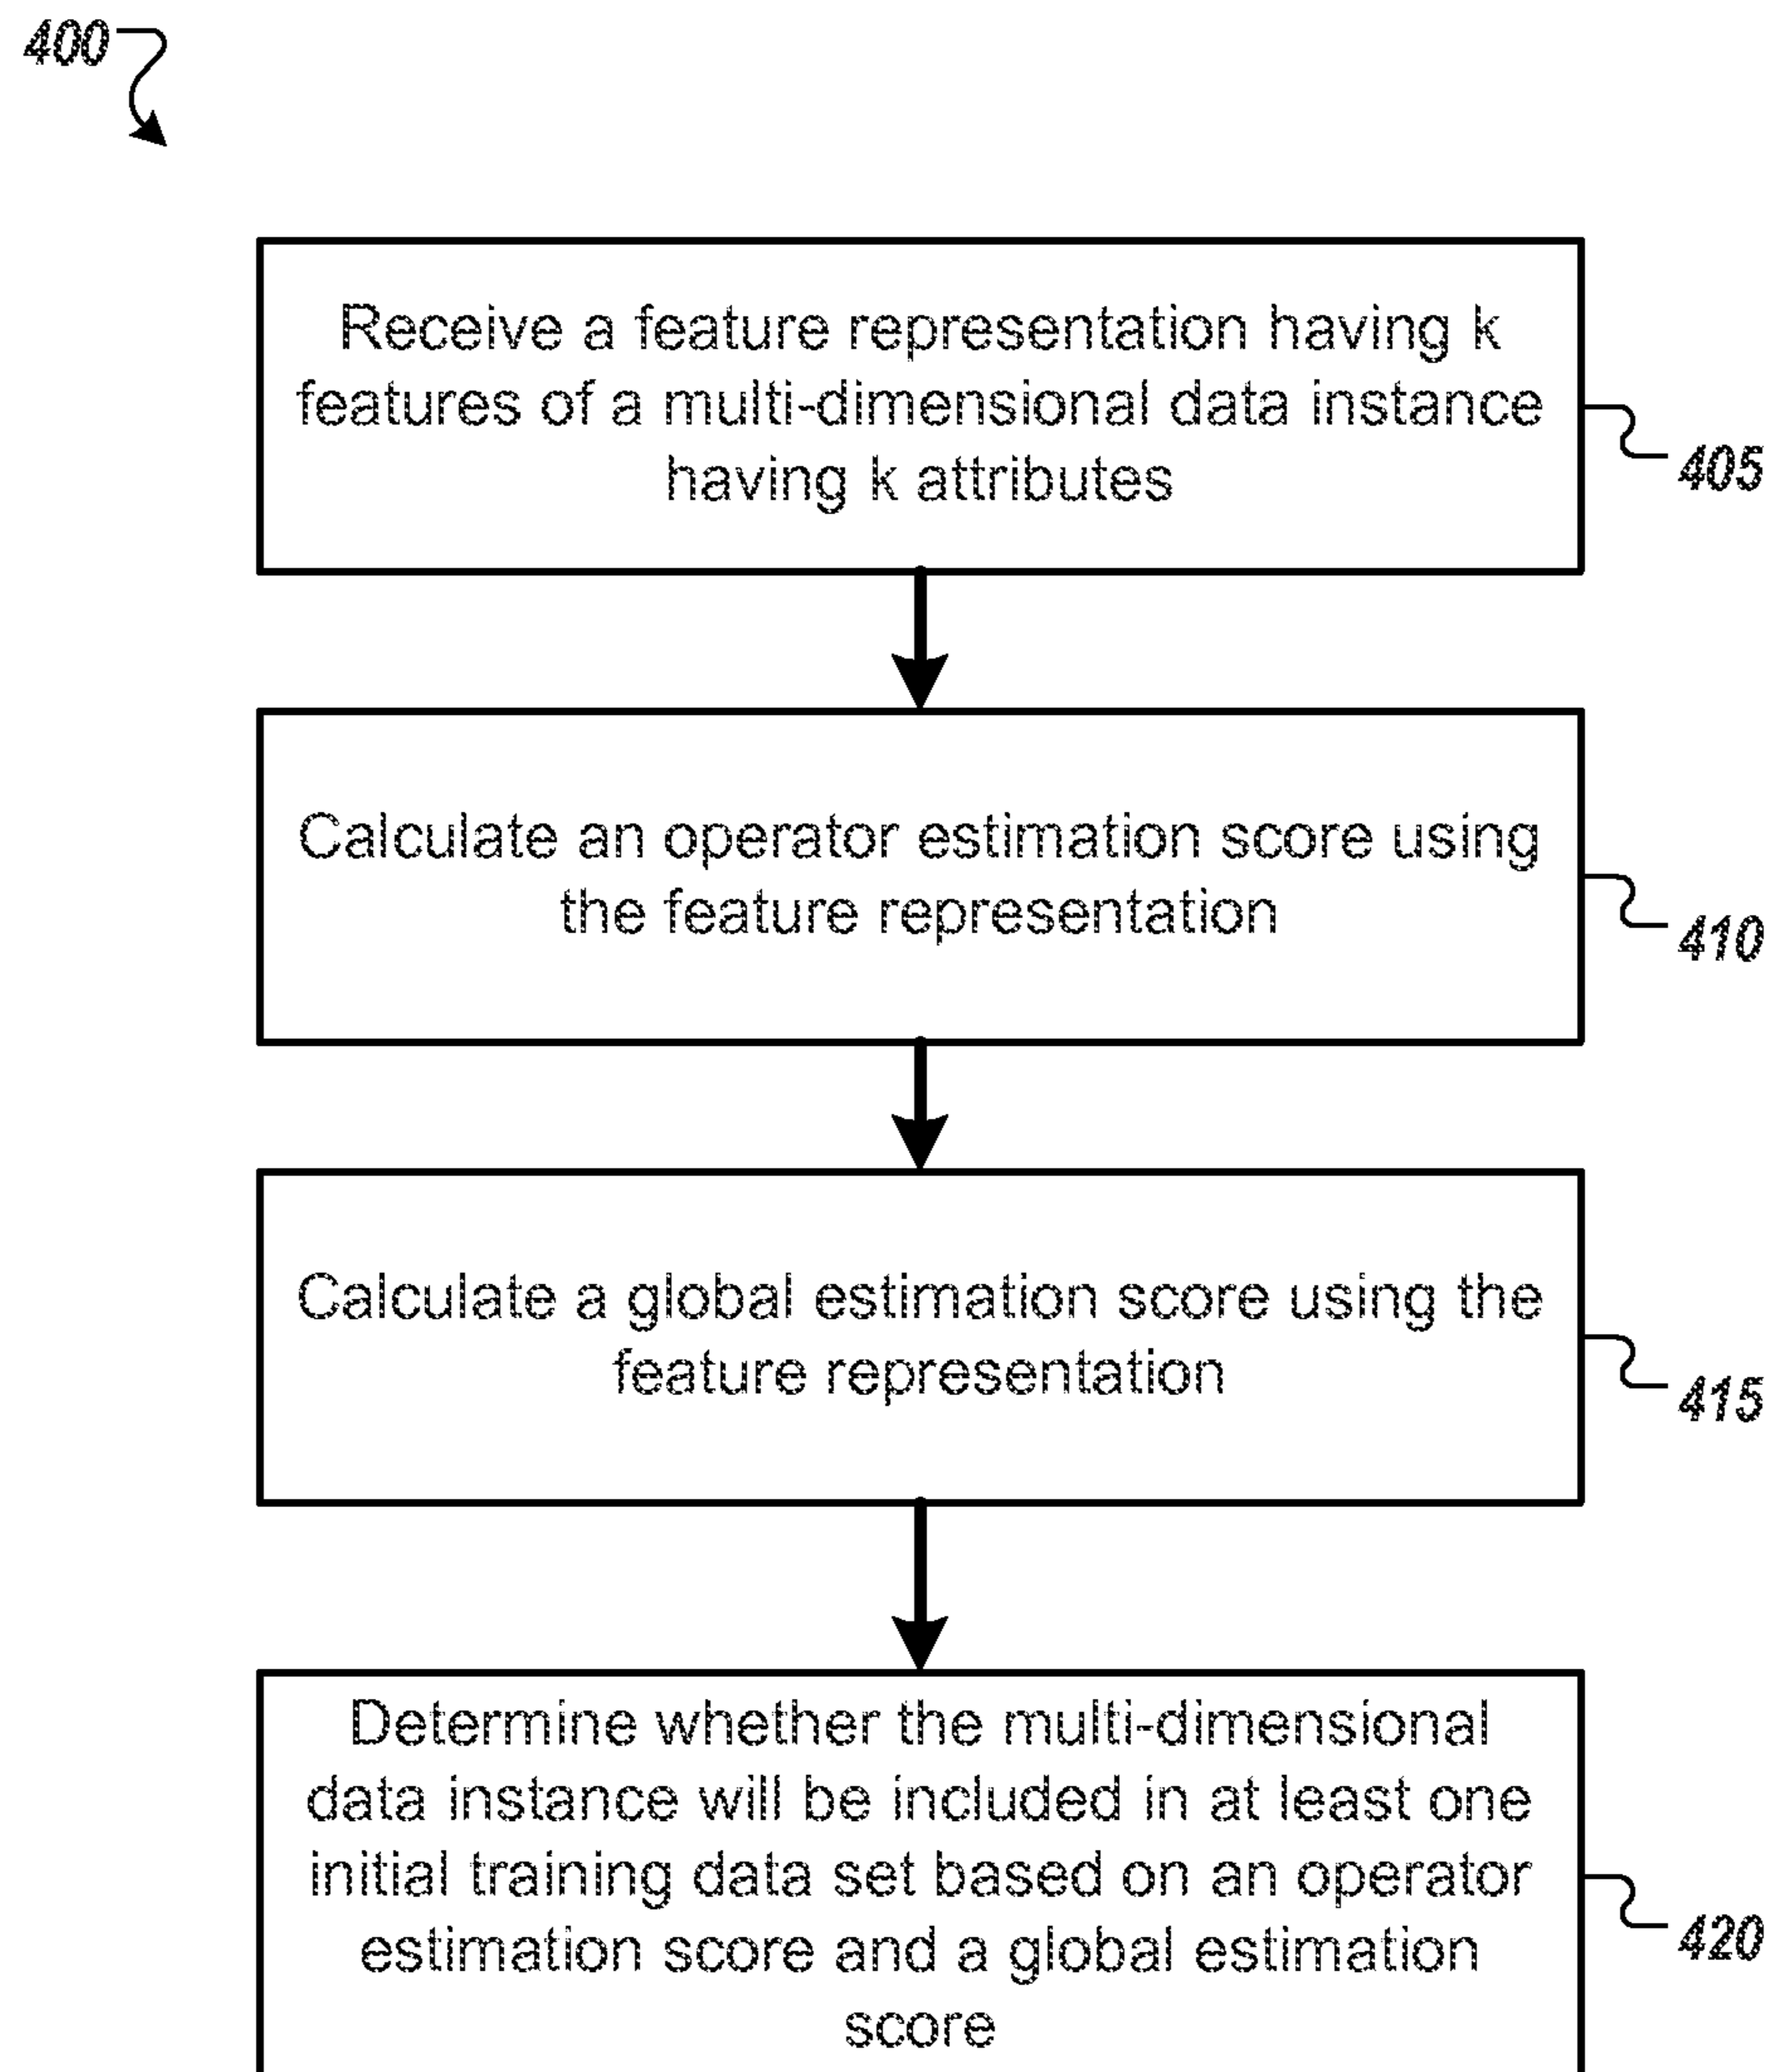 400
Receive a feature representation having k
features of a multi-dimensional data instance
having k attributes
405
Calculate an operator estimation score using
the feature representation
410
Calculate a global estimation score using the
feature representation
415
Determine whether the multi-dimensional
data instance will be included in at least one
initial training data set based on an operator
estimation score and a global estimation
score
420